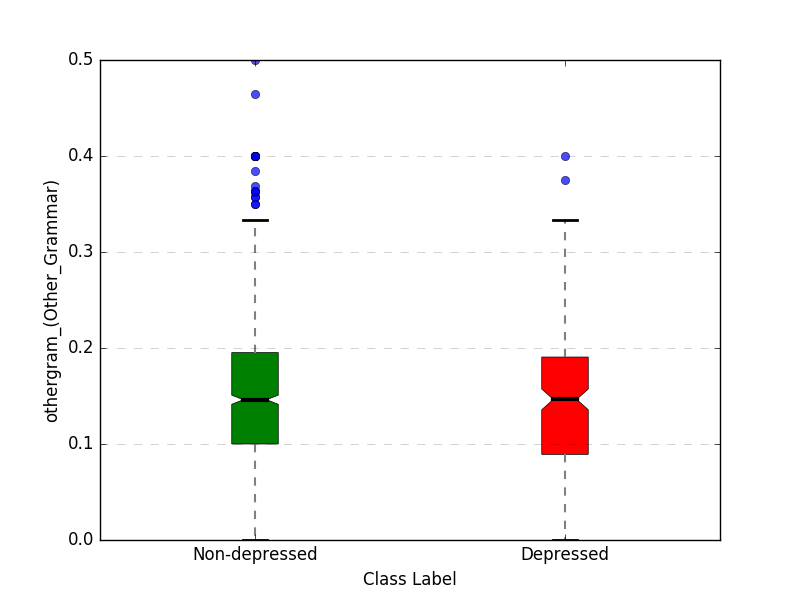 0.5
0.4
0.3
0.2
0.1
0.0
othergram_(Other_Grammar)
Non-depressed
Depressed
Class Label